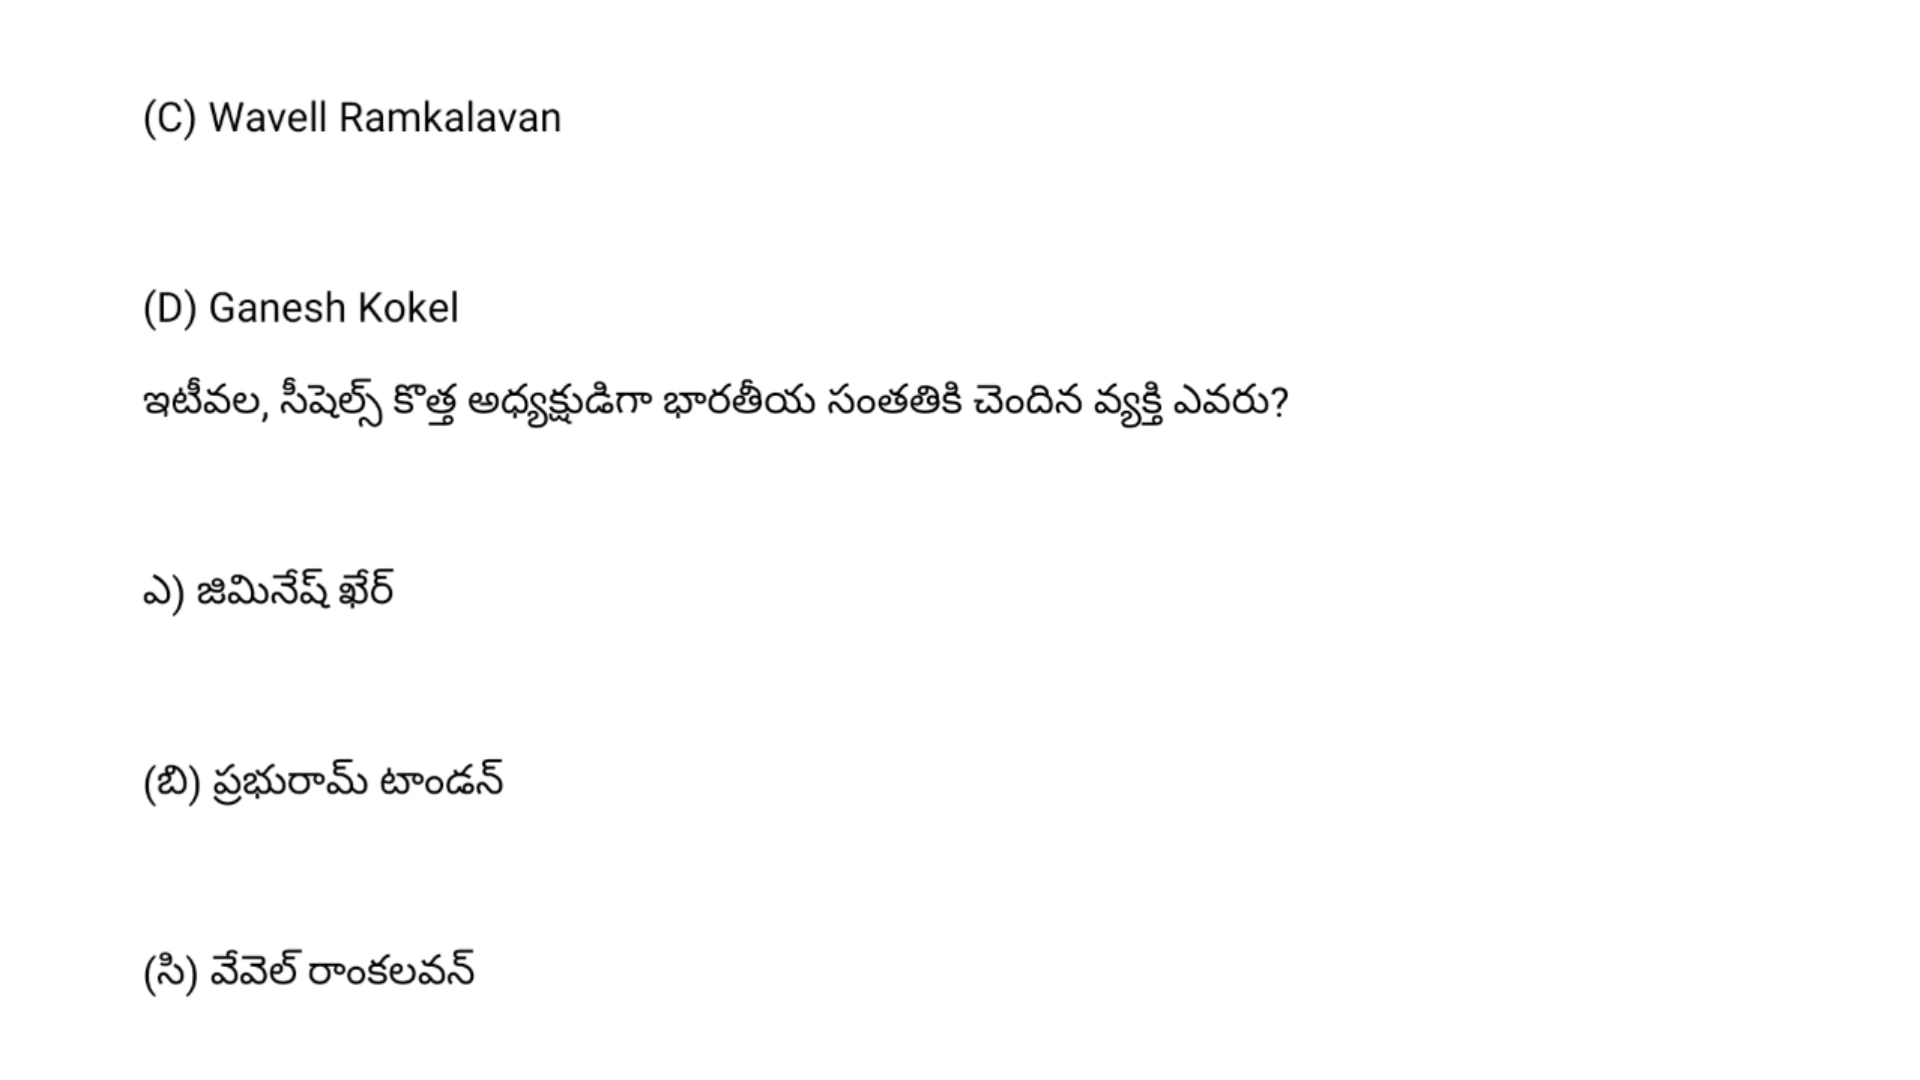 (C) Wavell Ramkalavan
(D) Ganesh Kokel
ఇటీవల, సీషెల్స్ కొత్త అధ్యక్షుడిగా భారతీయ సంతతికి చెందిన వ్యక్తి ఎవరు?
ఎ) జిమినేష్ ఖేర్
(బి) ప్రభురామ్ టాండన్
(సి) వేవెల్ రాంకలవన్